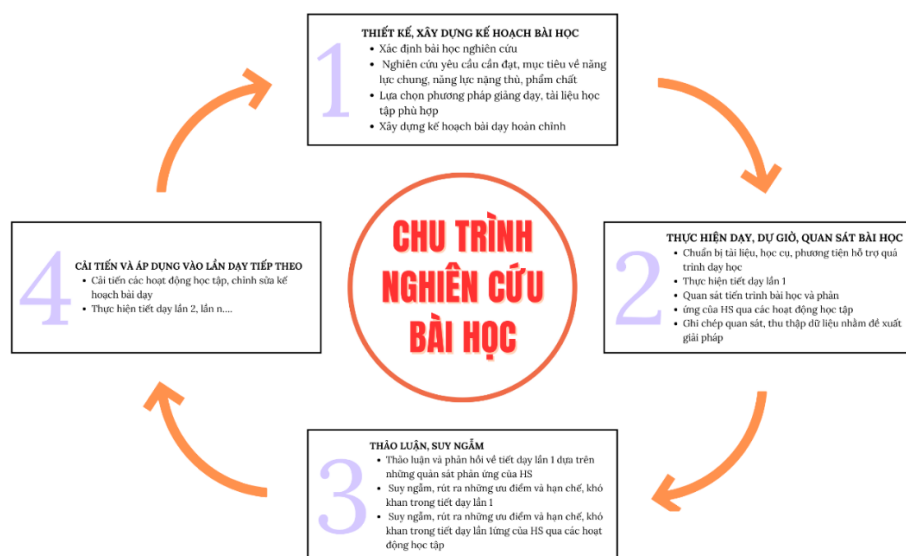 1
THIẾT KẾ, XÂY DỰNG KẾ HOẠCH BÀI HỌC
Xác định bài học nghiên cứu
Nghiên cứu yêu cầu cần đạt, mục tiêu về năng
lực chung, năng lực nặng thù, phẩm chất
Lựa chọn phương pháp giảng dạy, tài liệu học
tập phù hợp
Xây dựng kế hoạch bài dạy hoàn chỉnh
CHU TRÌNH
NGHIÊN CỨU
BÀI HỌC
2
THỰC HIỆN DẠY, DỰ GIỜ, QUAN SÁT BÀI HỌC
Chuẩn bị tài liệu, học cụ, phương tiện hỗ trợ quá
trình dạy học
Thực hiện tiết dạy lần 1
Quan sát tiến trình bài học và phản
ứng của HS qua các hoạt động học tập
Ghi chép quan sát, thu thập dữ liệu nhằm đề xuất
giải pháp
3
THẢO LUẬN, SUY NGẪM
Thảo luận và phản hồi về tiết dạy lần 1 dựa trên
những quản sát phản ứng của HS
Suy ngẫm, rút ra những ưu điểm và hạn chế, khó
khan trong tiết dạy lần 1
Suy ngẫm, rút ra những ưu điểm và hạn chế, khó
khan trong tiết dạy lần 1ứng của HS qua các hoạt
động học tập
4
CẢI TIẾN VÀ ÁP DỤNG VÀO LẦN DẠY TIẾP THEO
Cải tiến các hoạt động học tập, chỉnh sửa kế
hoạch bài dạy
Thực hiện tiết dạy lần 2, lần n....